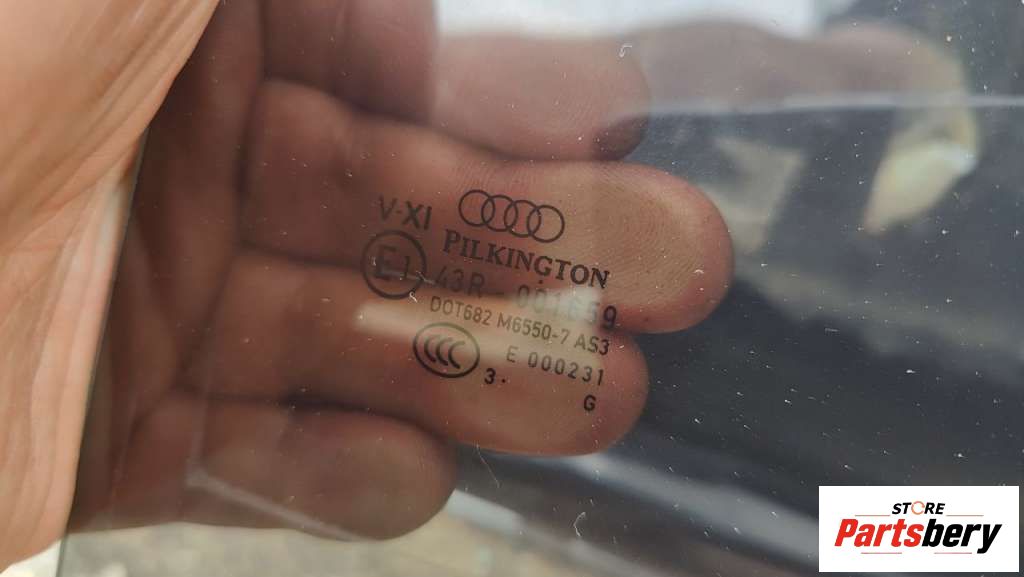 V-XI
PILKINGTON
E1 43R - 001659
DOT682 M6550-7 AS3
CCC E 000231
3.
G
STORE
Partsbery